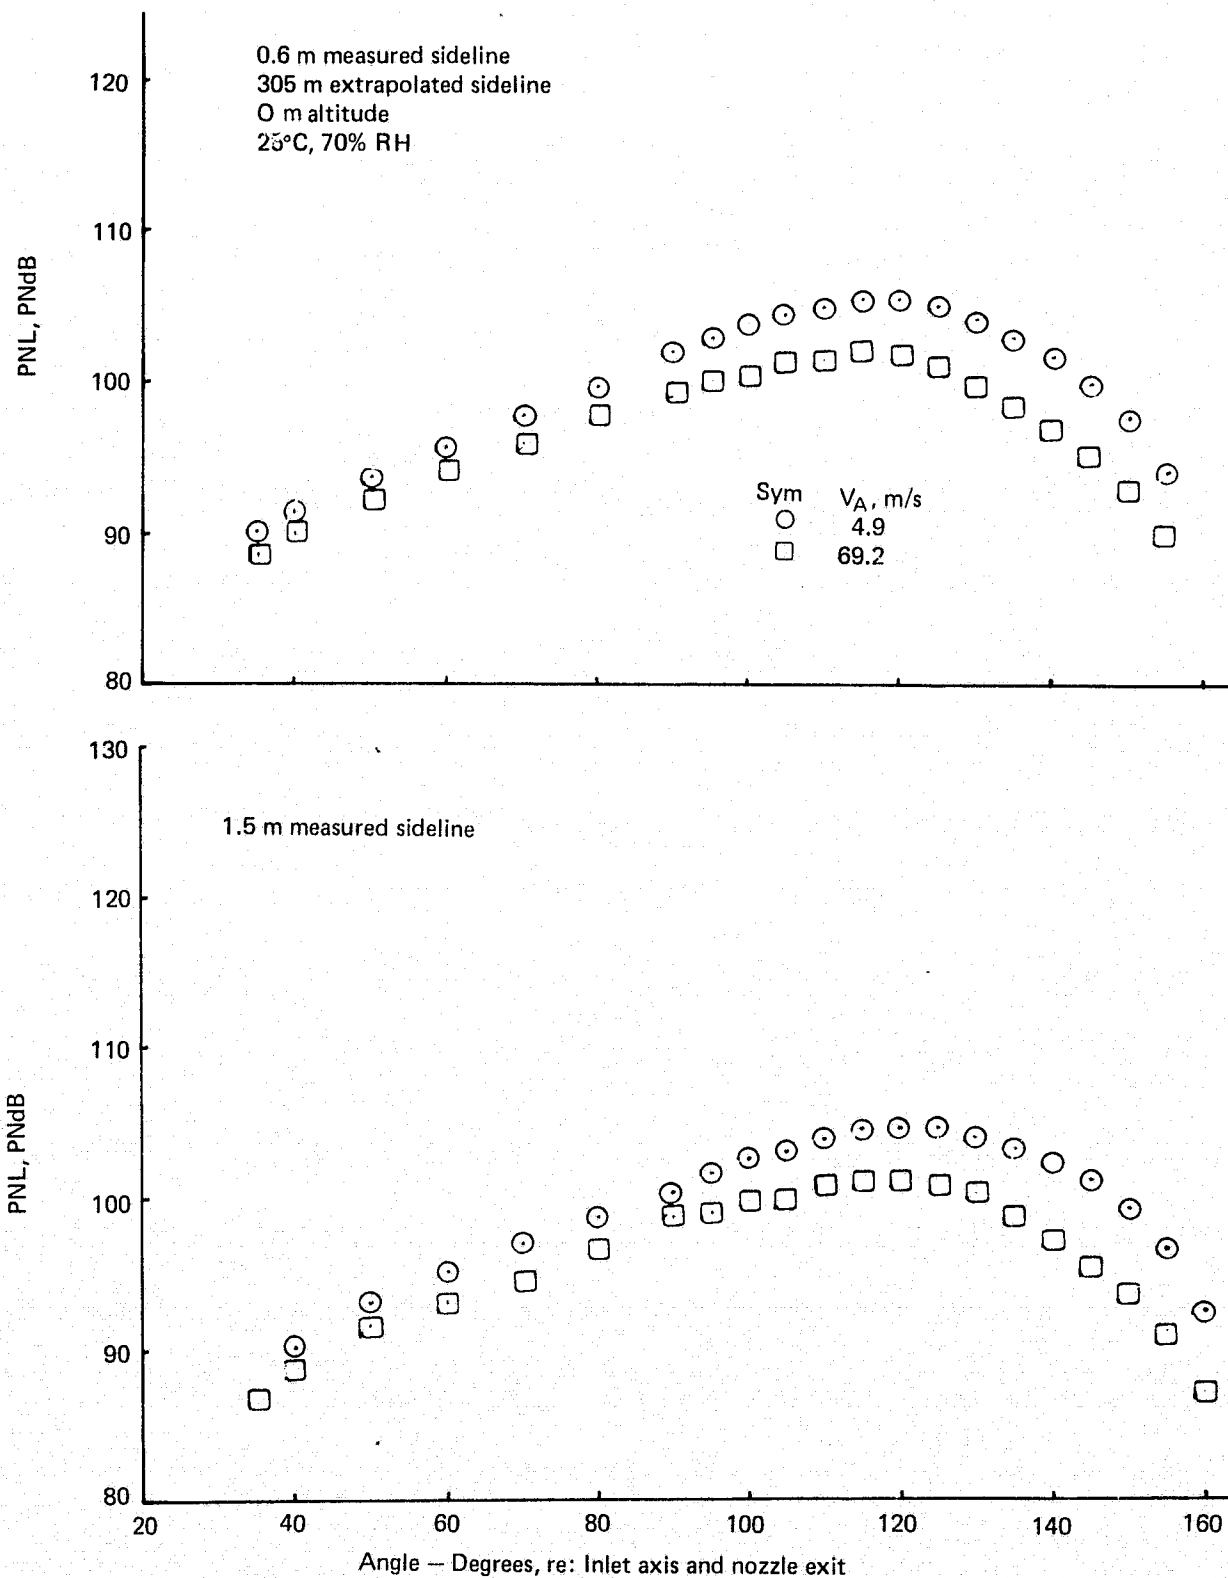 0.6 m measured sideline
305 m extrapolated sideline
0 m altitude
25°C, 70% RH
120
110
100
90
80
PNL, PNdB
Sym VA, m/s
4.9
69.2
130
1.5 m measured sideline
120
110
100
90
80
PNL, PNdB
20 40 60 80 100 120 140 160
Angle — Degrees, re: Inlet axis and nozzle exit